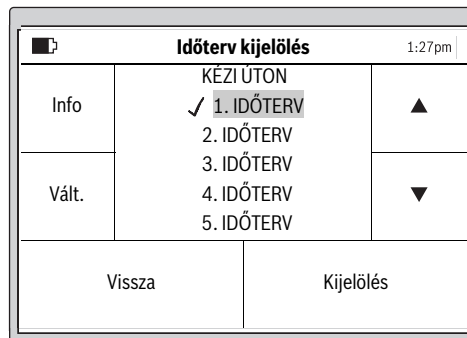 Időterv kijelölés 1:27pm
KÉZI ÚTON
Info ✓ 1. IDŐTERV ▲
2. IDŐTERV
3. IDŐTERV
Vált. 4. IDŐTERV ▼
5. IDŐTERV
Vissza Kijelölés